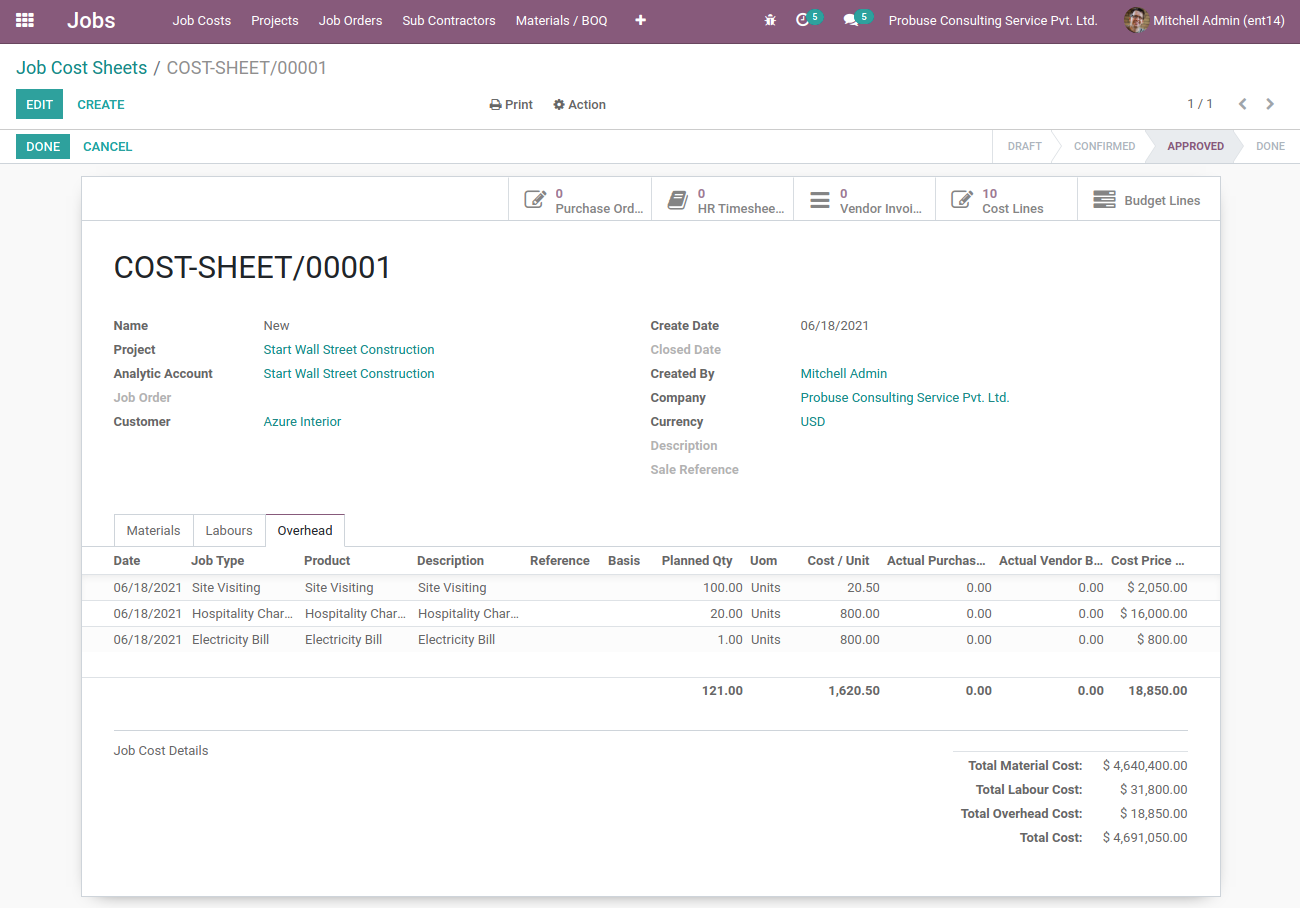 Jobs Job Costs Projects Job Orders Sub Contractors Materials / BOQ 5 5 Probuse Consulting Service Pvt. Ltd. Mitchell Admin (ent14)
Job Cost Sheets / COST-SHEET/00001
EDIT CREATE Print Action 1 / 1
DONE CANCEL DRAFT CONFIRMED APPROVED DONE
0 0 0 10
Purchase Ord... HR Timeshee... Vendor Invoi... Cost Lines Budget Lines
COST-SHEET/00001
Name New Create Date 06/18/2021
Project Start Wall Street Construction Closed Date
Analytic Account Start Wall Street Construction Created By Mitchell Admin
Job Order Company Probuse Consulting Service Pvt. Ltd.
Customer Azure Interior Currency USD
Description
Sale Reference
Materials Labours Overhead
Date Job Type Product Description Reference Basis Planned Qty Uom Cost / Unit Actual Purchas... Actual Vendor B... Cost Price ...
06/18/2021 Site Visiting Site Visiting Site Visiting 100.00 Units 20.50 0.00 0.00 $ 2,050.00
06/18/2021 Hospitality Char... Hospitality Char... Hospitality Char... 20.00 Units 800.00 0.00 0.00 $ 16,000.00
06/18/2021 Electricity Bill Electricity Bill Electricity Bill 1.00 Units 800.00 0.00 0.00 $ 800.00
121.00 1,620.50 0.00 0.00 18,850.00
Job Cost Details
Total Material Cost: $ 4,640,400.00
Total Labour Cost: $ 31,800.00
Total Overhead Cost: $ 18,850.00
Total Cost: $ 4,691,050.00